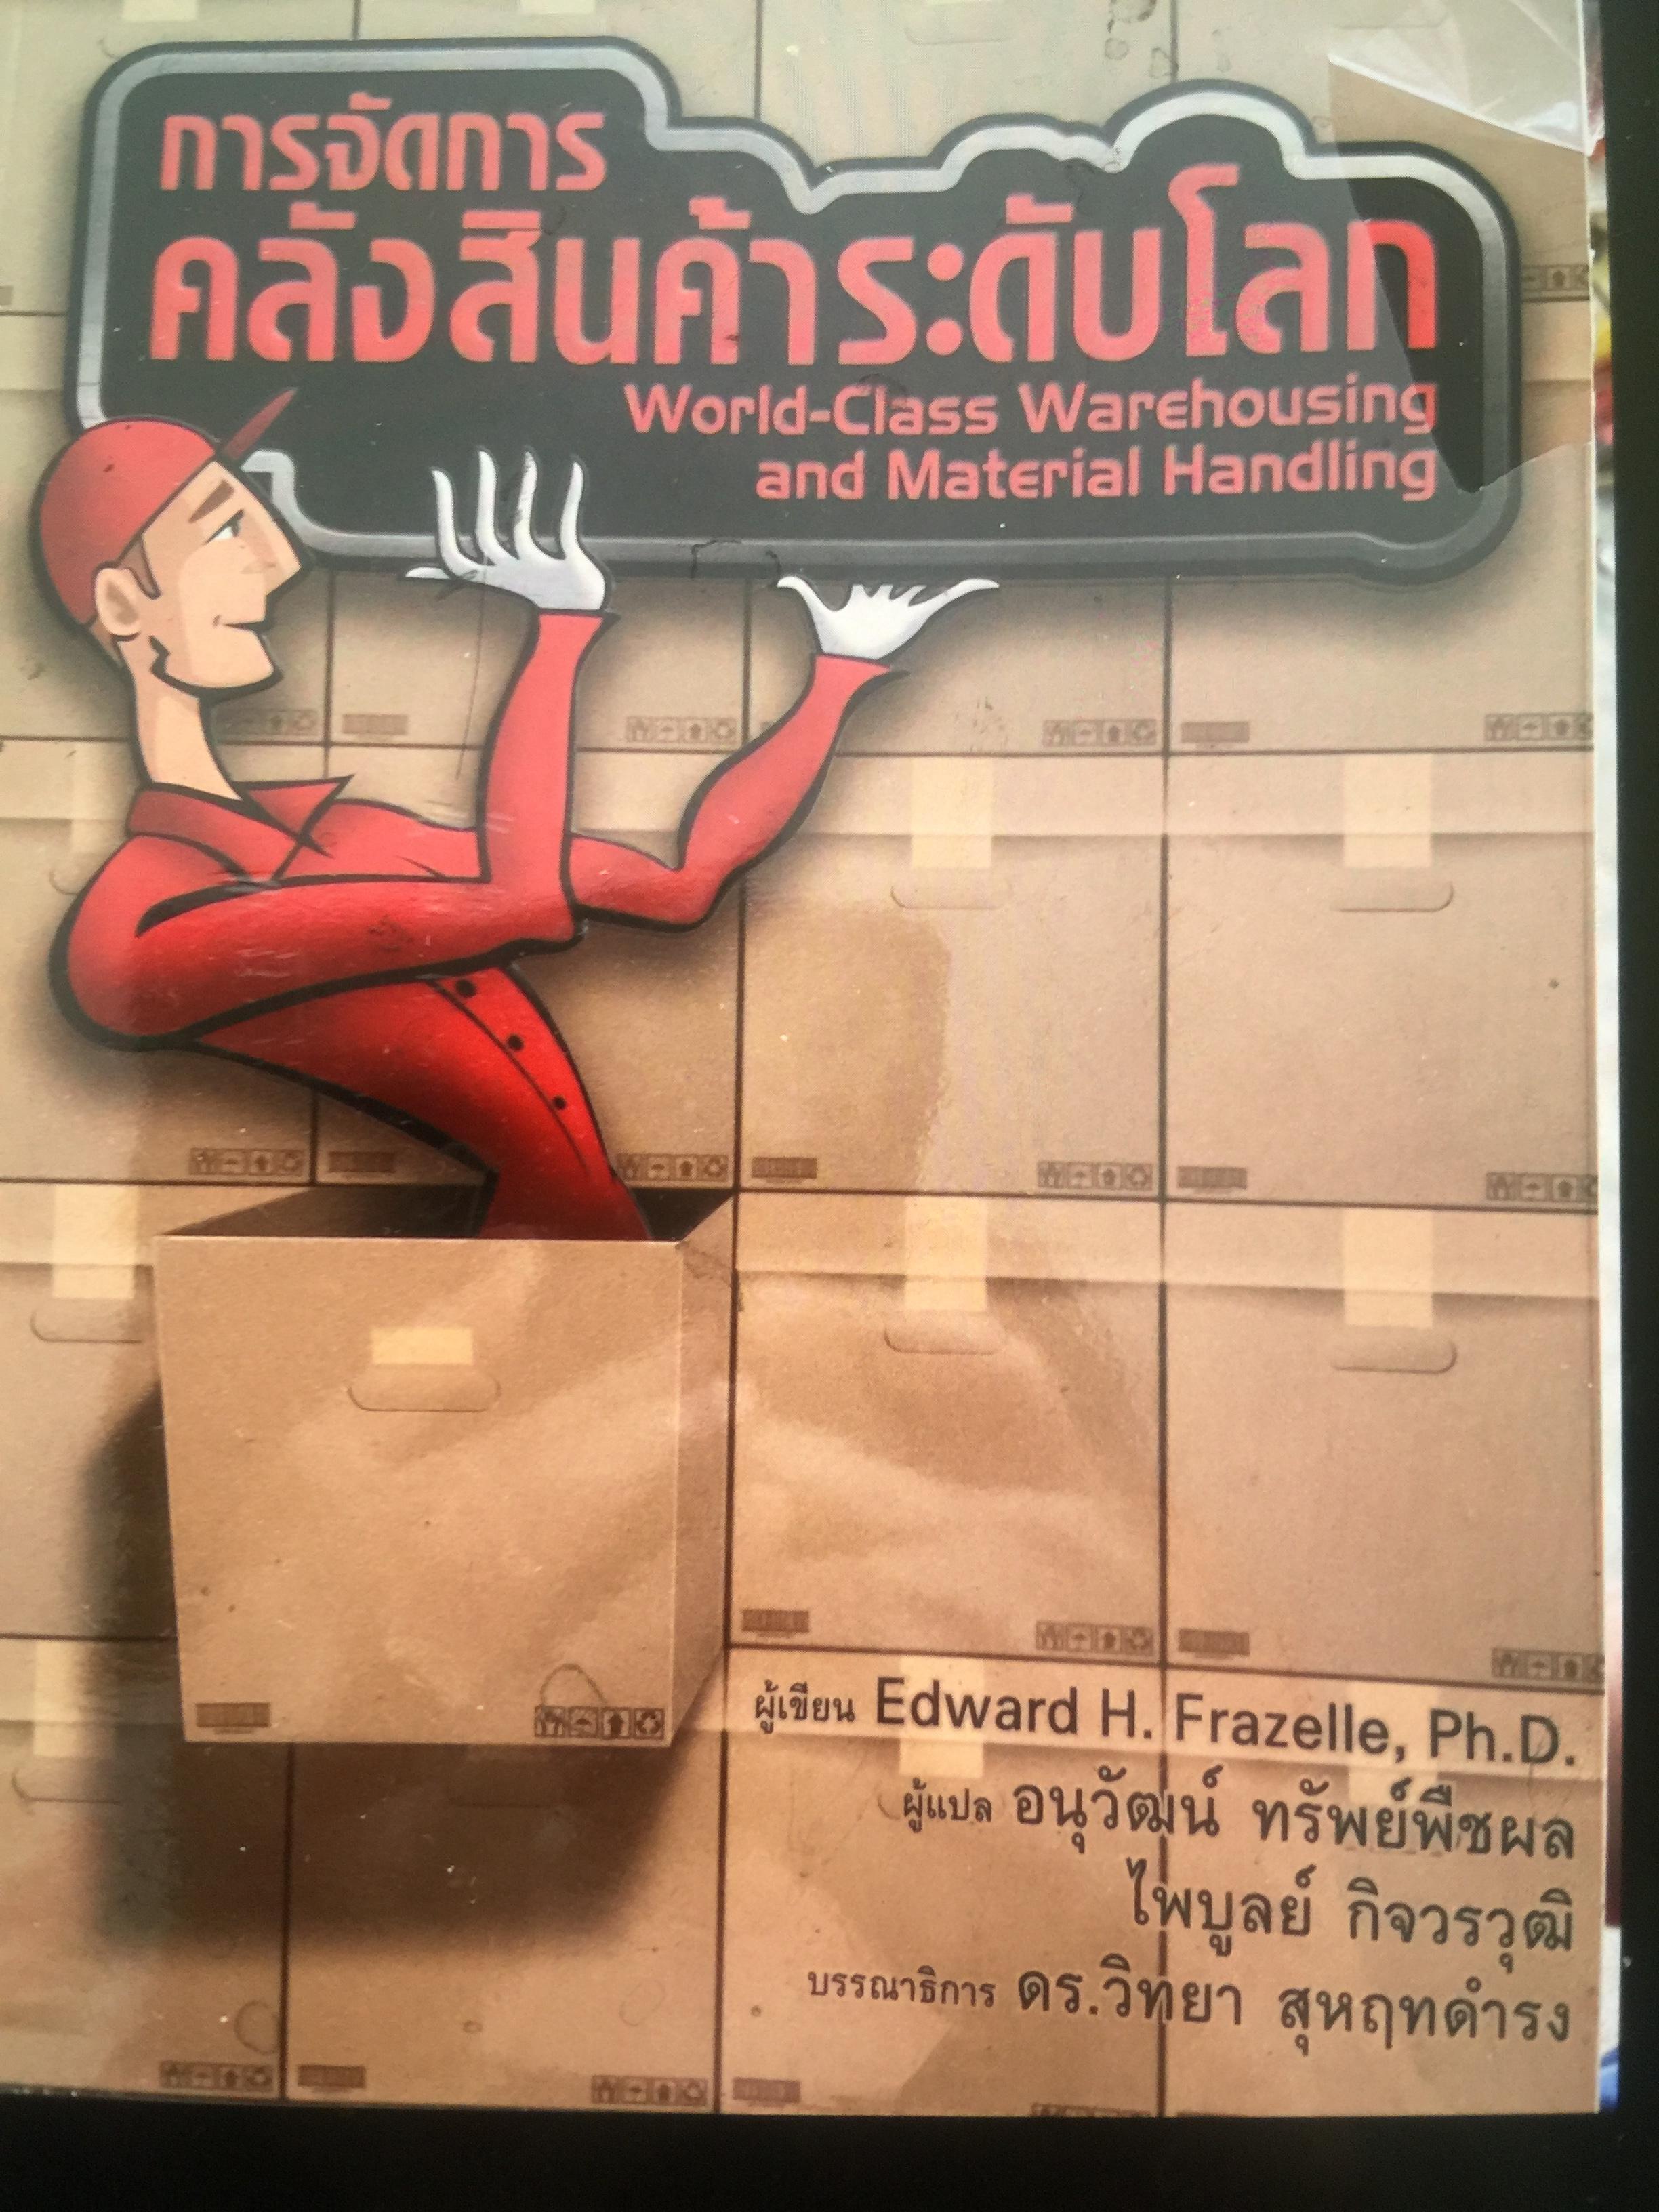 การจัดการ
คลังสินค้าระดับโลก
World-Class Warehousing
and Material Handling
ผู้เขียน Edward H. Frazelle, Ph.D.
ผู้แปล อนุวัฒน์ ทรัพย์พืชผล
ไพบูลย์ กิจวรวุฒิ
บรรณาธิการ ดร.วิทยา สุหฤทดำรง